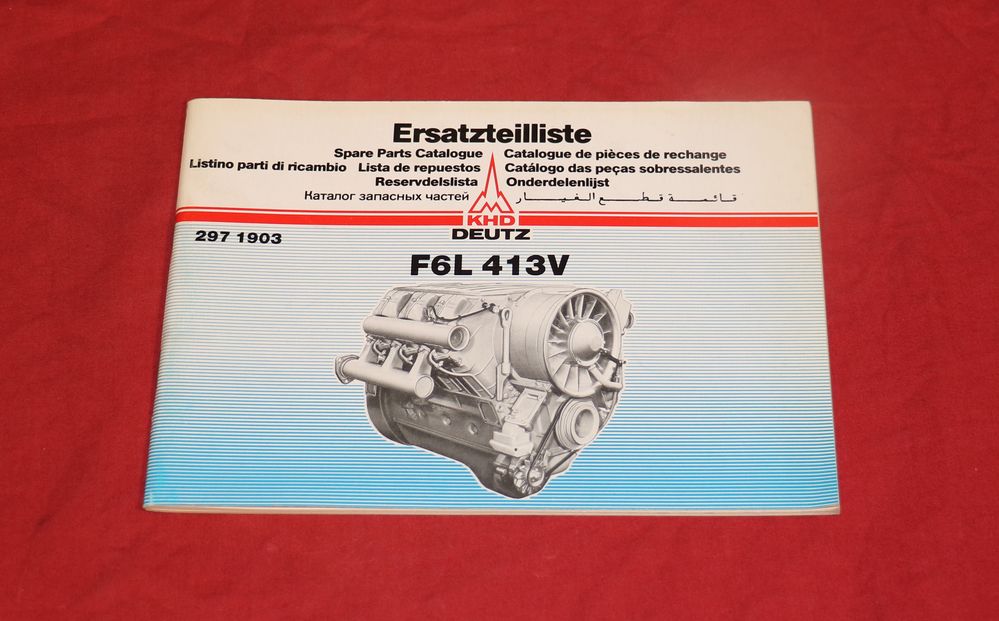 Ersatzteilliste
Spare Parts Catalogue Catalogue de pièces de rechange
Listino parti di ricambio Lista de repuestos Catálogo das peças sobressalentes
Reservdelslista Onderdelenlijst
Каталог запасных частей قائمة قطع الغيار
KHD
DEUTZ
297 1903
F6L 413V